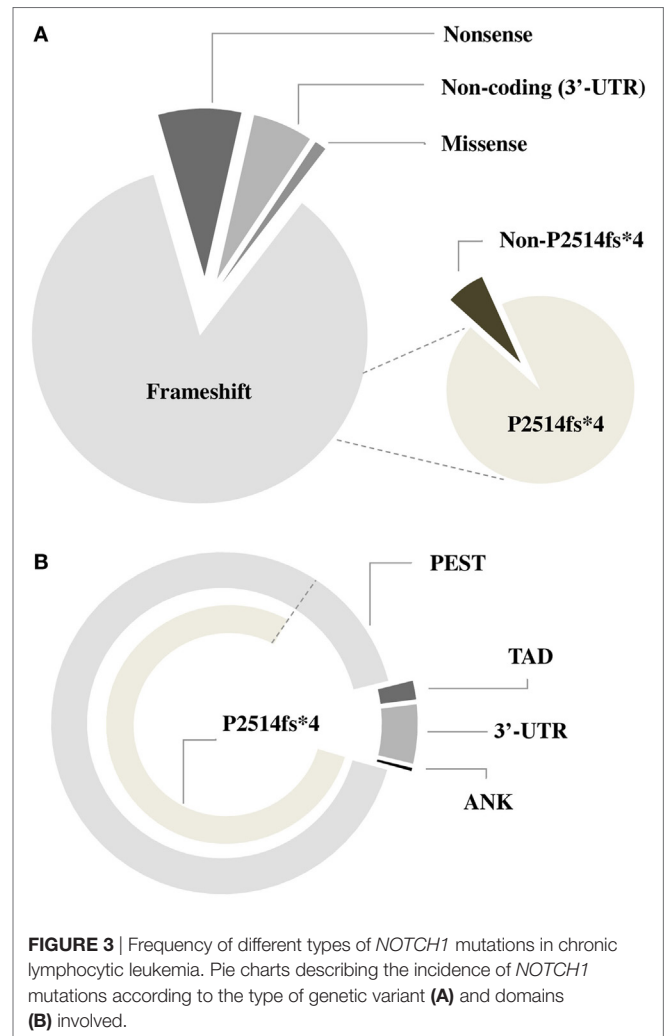 A
Nonsense
Non-coding (3’-UTR)
Missense
Non-P2514fs*4
Frameshift
P2514fs*4
B
PEST
TAD
P2514fs*4
3’-UTR
ANK
FIGURE 3 | Frequency of different types of NOTCH1 mutations in chronic
lymphocytic leukemia. Pie charts describing the incidence of NOTCH1
mutations according to the type of genetic variant (A) and domains
(B) involved.